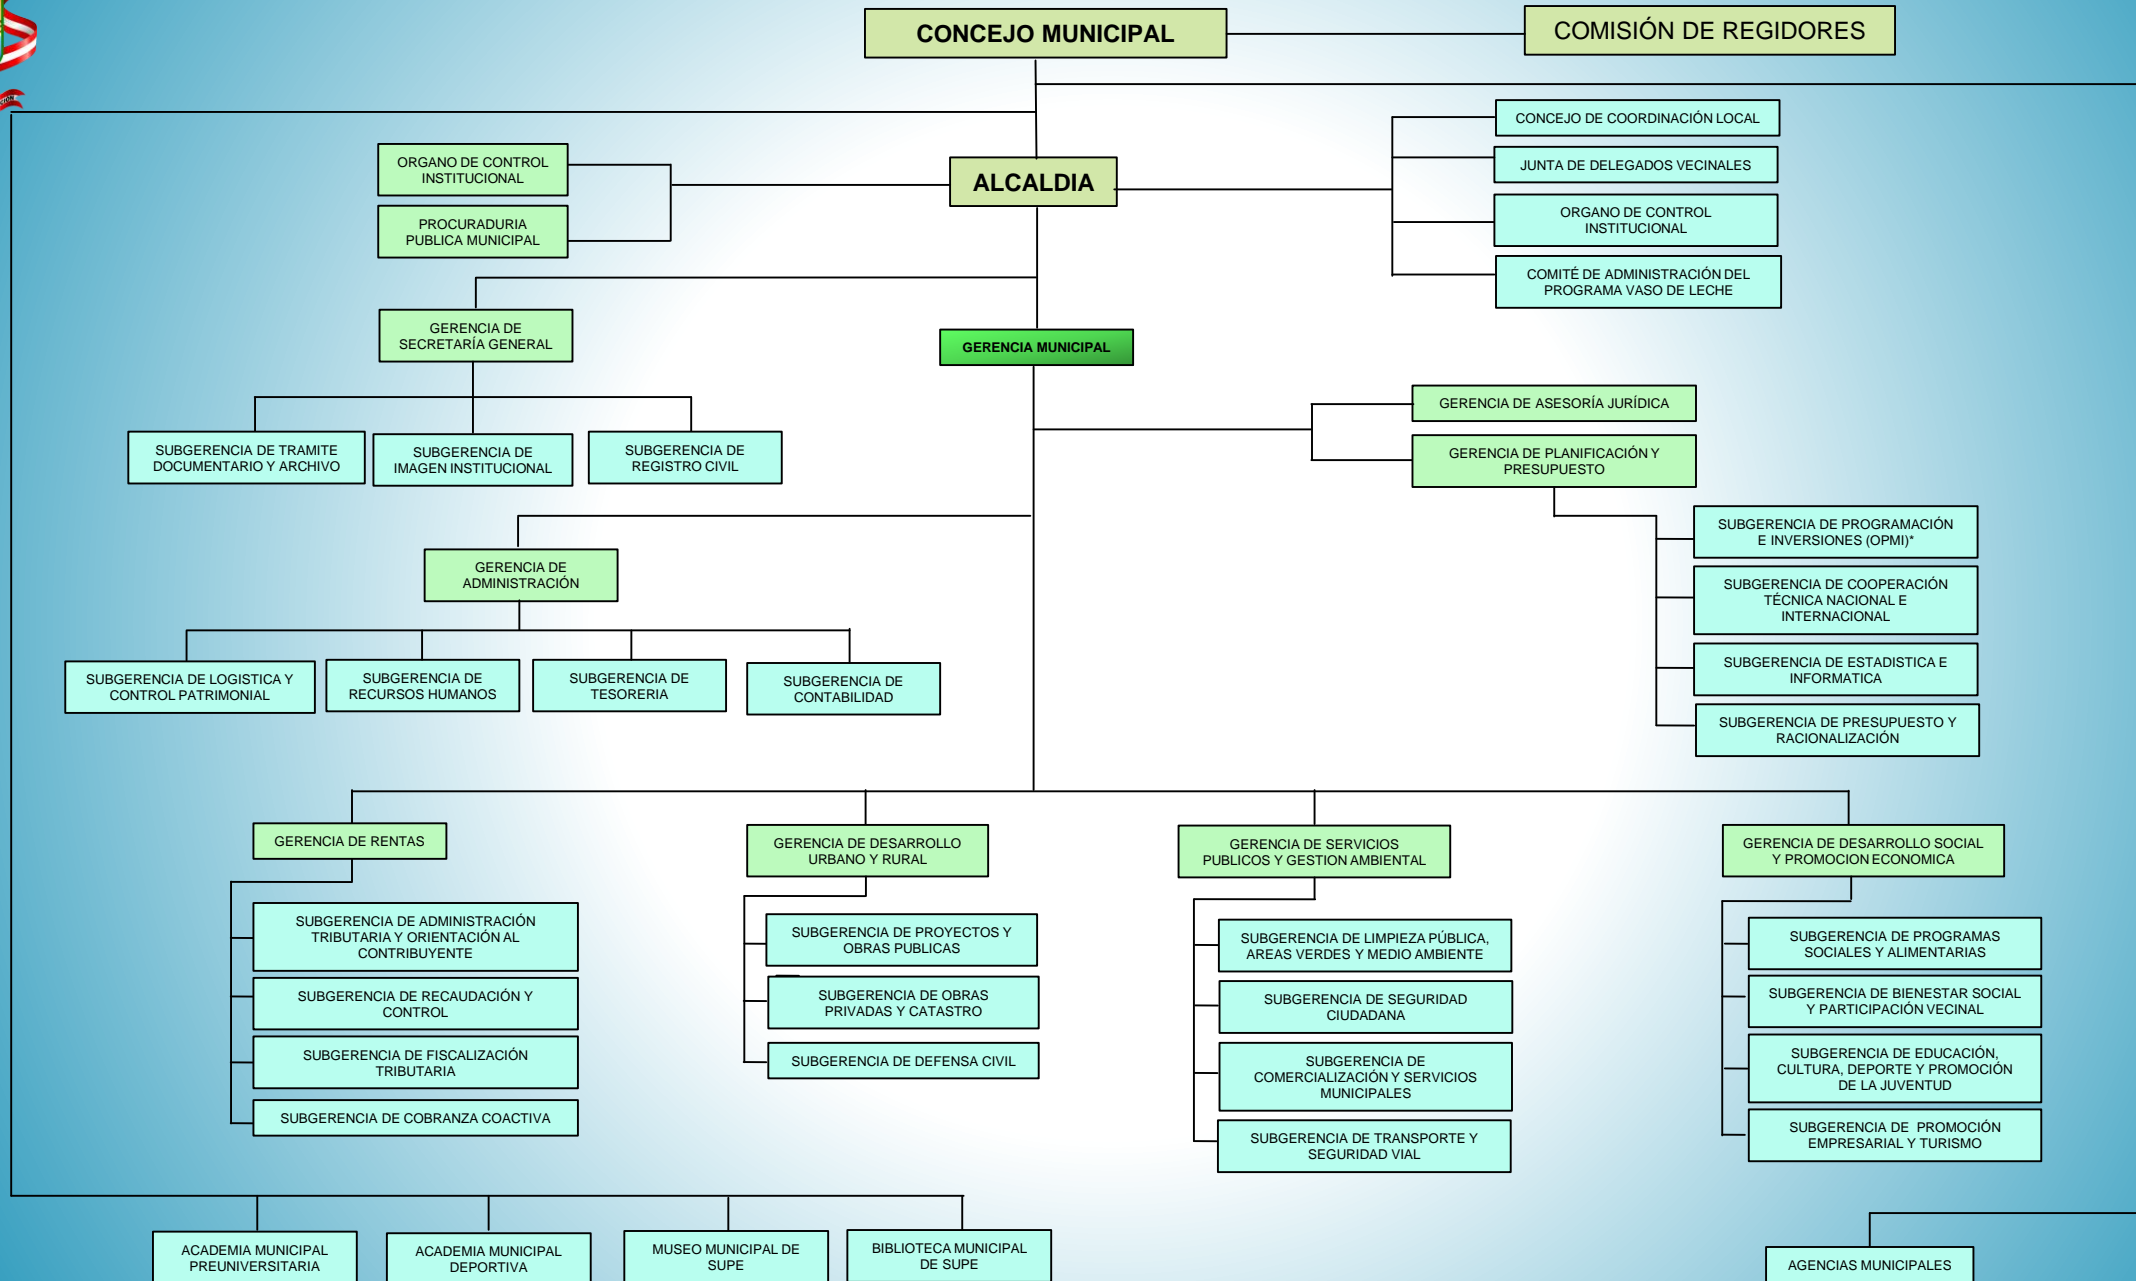 CONCEJO MUNICIPAL
COMISIÓN DE REGIDORES
CONCEJO DE COORDINACIÓN LOCAL
JUNTA DE DELEGADOS VECINALES
ORGANO DE CONTROL
INSTITUCIONAL
COMITÉ DE ADMINISTRACIÓN DEL
PROGRAMA VASO DE LECHE
ORGANO DE CONTROL
INSTITUCIONAL
PROCURADURIA
PUBLICA MUNICIPAL
ALCALDIA
GERENCIA DE
SECRETARÍA GENERAL
GERENCIA MUNICIPAL
SUBGERENCIA DE TRAMITE
DOCUMENTARIO Y ARCHIVO
SUBGERENCIA DE
IMAGEN INSTITUCIONAL
SUBGERENCIA DE
REGISTRO CIVIL
GERENCIA DE ASESORÍA JURÍDICA
GERENCIA DE PLANIFICACIÓN Y
PRESUPUESTO
SUBGERENCIA DE PROGRAMACIÓN
E INVERSIONES (OPMI)*
SUBGERENCIA DE COOPERACIÓN
TÉCNICA NACIONAL E
INTERNACIONAL
SUBGERENCIA DE ESTADISTICA E
INFORMATICA
SUBGERENCIA DE PRESUPUESTO Y
RACIONALIZACIÓN
GERENCIA DE
ADMINISTRACIÓN
SUBGERENCIA DE LOGISTICA Y
CONTROL PATRIMONIAL
SUBGERENCIA DE
RECURSOS HUMANOS
SUBGERENCIA DE
TESORERIA
SUBGERENCIA DE
CONTABILIDAD
GERENCIA DE RENTAS
SUBGERENCIA DE ADMINISTRACIÓN
TRIBUTARIA Y ORIENTACIÓN AL
CONTRIBUYENTE
SUBGERENCIA DE RECAUDACIÓN Y
CONTROL
SUBGERENCIA DE FISCALIZACIÓN
TRIBUTARIA
SUBGERENCIA DE COBRANZA COACTIVA
GERENCIA DE DESARROLLO
URBANO Y RURAL
SUBGERENCIA DE PROYECTOS Y
OBRAS PUBLICAS
SUBGERENCIA DE OBRAS
PRIVADAS Y CATASTRO
SUBGERENCIA DE DEFENSA CIVIL
GERENCIA DE SERVICIOS
PUBLICOS Y GESTION AMBIENTAL
SUBGERENCIA DE LIMPIEZA PÚBLICA,
AREAS VERDES Y MEDIO AMBIENTE
SUBGERENCIA DE SEGURIDAD
CIUDADANA
SUBGERENCIA DE
COMERCIALIZACIÓN Y SERVICIOS
MUNICIPALES
SUBGERENCIA DE TRANSPORTE Y
SEGURIDAD VIAL
GERENCIA DE DESARROLLO SOCIAL
Y PROMOCION ECONOMICA
SUBGERENCIA DE PROGRAMAS
SOCIALES Y ALIMENTARIAS
SUBGERENCIA DE BIENESTAR SOCIAL
Y PARTICIPACIÓN VECINAL
SUBGERENCIA DE EDUCACIÓN,
CULTURA, DEPORTE Y PROMOCIÓN
DE LA JUVENTUD
SUBGERENCIA DE PROMOCIÓN
EMPRESARIAL Y TURISMO
ACADEMIA MUNICIPAL
PREUNIVERSITARIA
ACADEMIA MUNICIPAL
DEPORTIVA
MUSEO MUNICIPAL DE
SUPE
BIBLIOTECA MUNICIPAL
DE SUPE
AGENCIAS MUNICIPALES